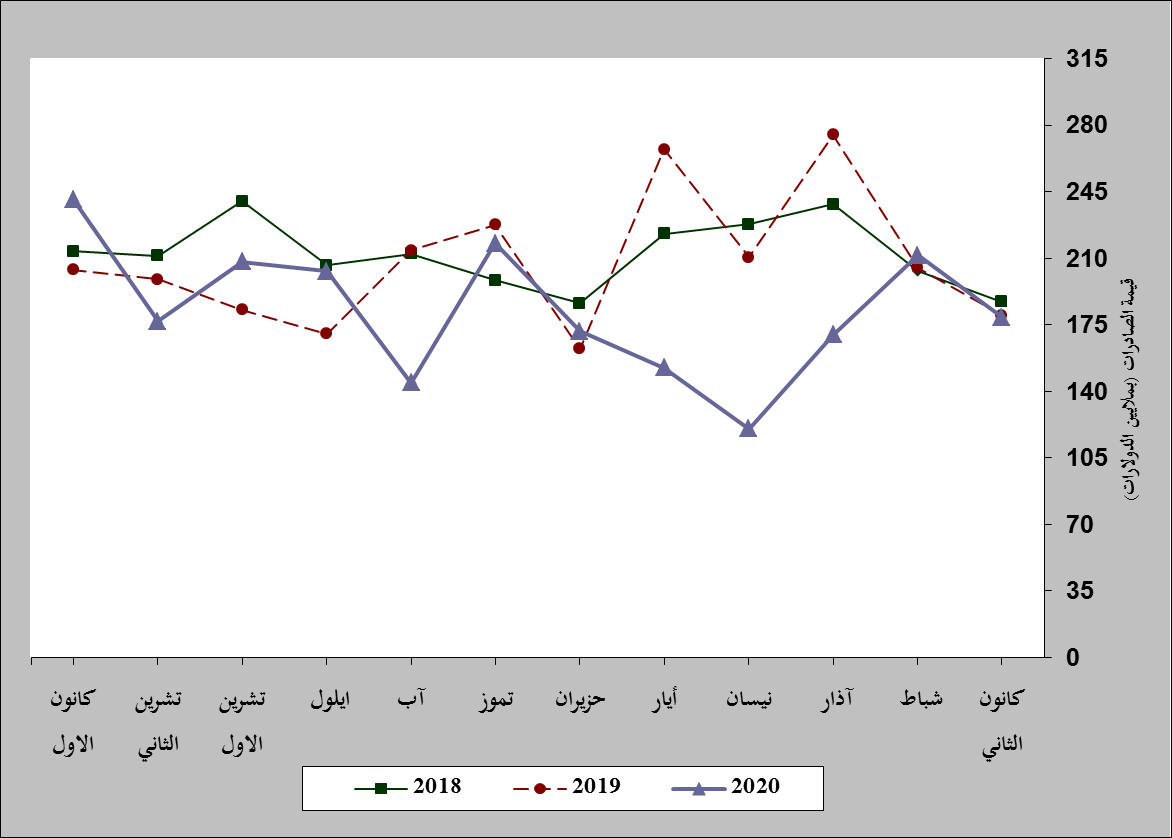 315
280
245
210
175
140
105
70
35
0
قيمة الصادرات (بملايين الدولارات)
كانون الثاني
شباط
آذار
نيسان
أيار
حزيران
تموز
آب
ايلول
تشرين الاول
تشرين الثاني
كانون الاول
2018 2019 2020